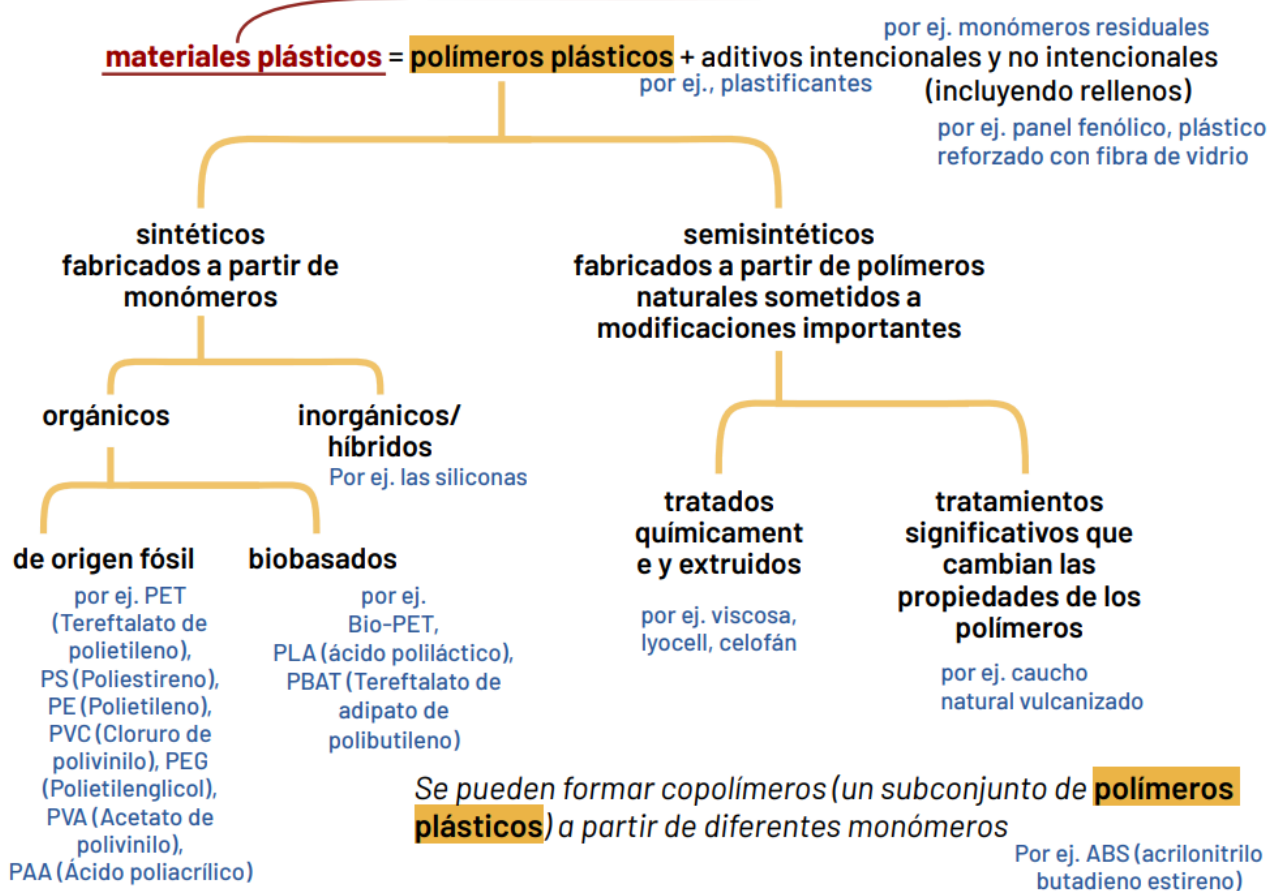 por ej. monómeros residuales
materiales plásticos = polímeros plásticos + aditivos intencionales y no intencionales
por ej., plastificantes
(incluyendo rellenos)
por ej. panel fenólico, plástico
reforzado con fibra de vidrio
sintéticos
fabricados a partir de
monómeros
semisintéticos
fabricados a partir de polímeros
naturales sometidos a
modificaciones importantes
orgánicos
inorgánicos/
híbridos
Por ej. las siliconas
de origen fósil
por ej. PET
(Tereftalato de
polietileno),
PS (Poliestireno),
PE (Polietileno),
PVC (Cloruro de
polivinilo), PEG
(Polietilenglicol),
PVA (Acetato de
polivinilo),
PAA (Ácido poliacrílico)
biobasados
por ej.
Bio-PET,
PLA (ácido poliláctico),
PBAT (Tereftalato de
adipato de
polibutileno)
tratados
químicament
e y extruidos
por ej. viscosa,
lyocell, celofán
tratamientos
significativos que
cambian las
propiedades de los
polímeros
por ej. caucho
natural vulcanizado
Se pueden formar copolímeros (un subconjunto de polímeros
plásticos) a partir de diferentes monómeros
Por ej. ABS (acrilonitrilo
butadieno estireno)